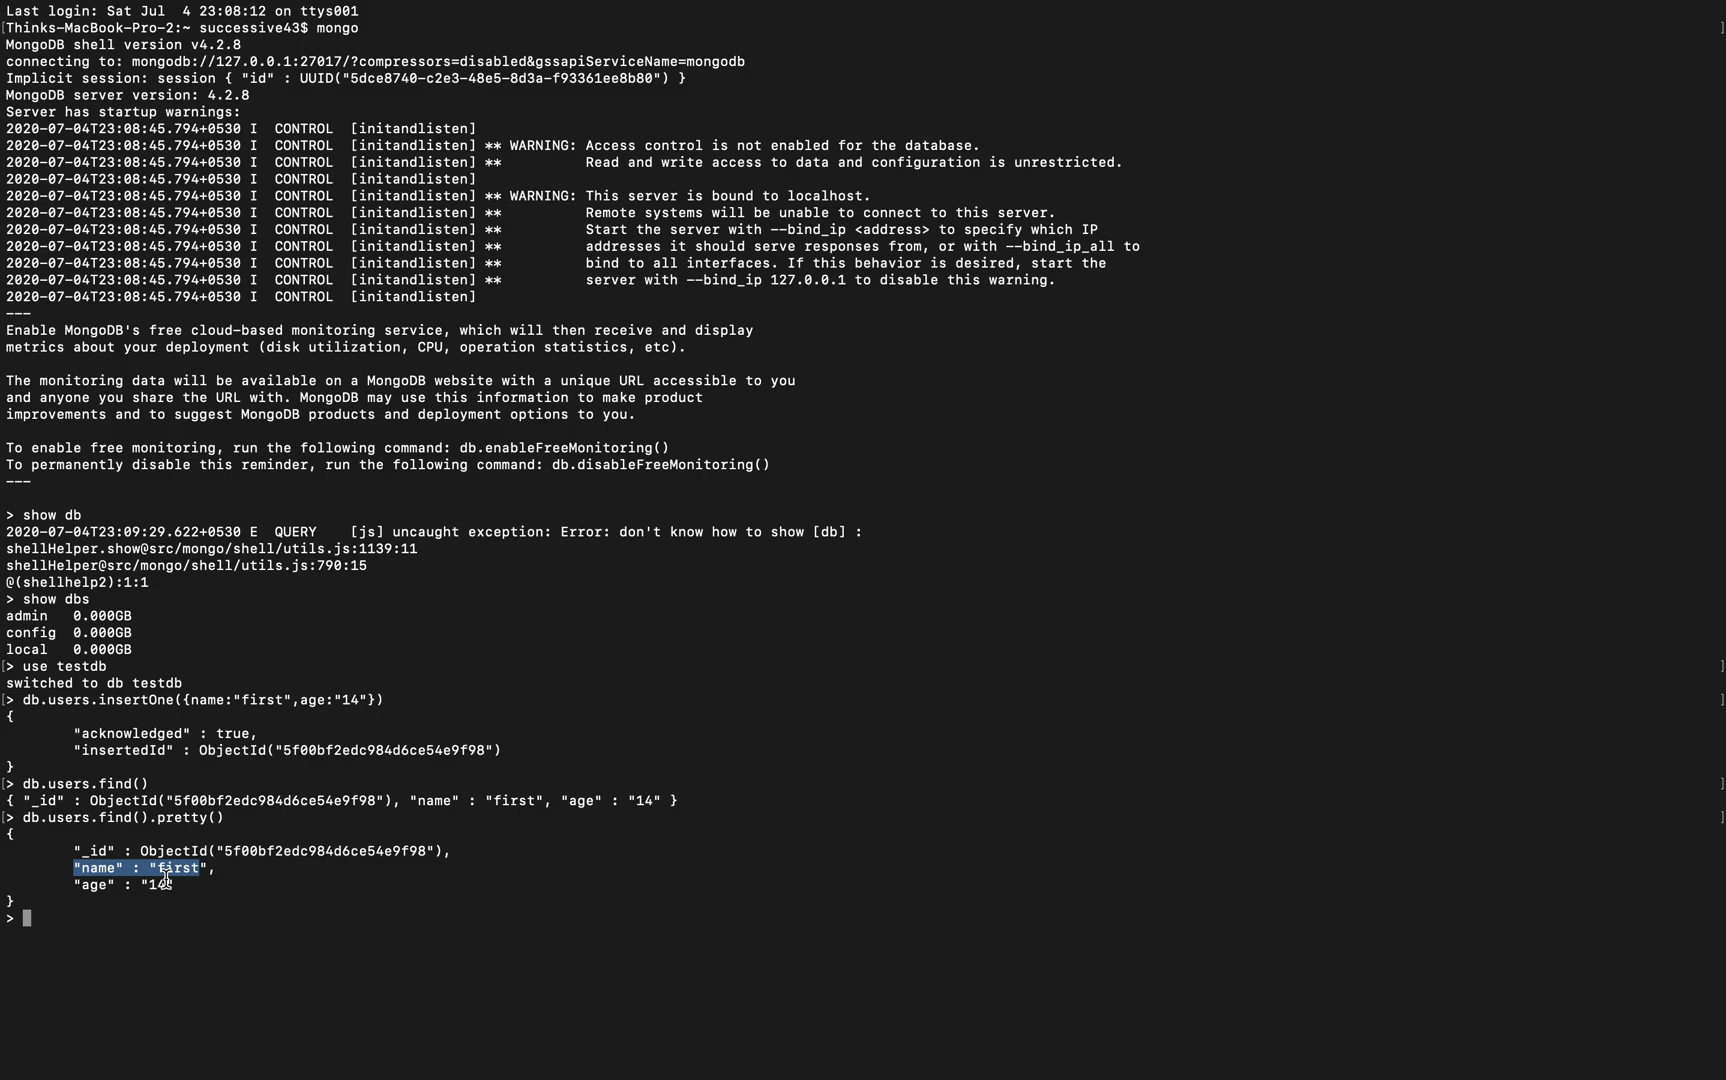 Last login: Sat Jul  4 23:08:12 on ttys001
[Thinks-MacBook-Pro-2:~ successive43$ mongo ]
MongoDB shell version v4.2.8
connecting to: mongodb://127.0.0.1:27017/?compressors=disabled&gssapiServiceName=mongodb
Implicit session: session { "id" : UUID("5dce8740-c2e3-48e5-8d3a-f93361ee8b80") }
MongoDB server version: 4.2.8
Server has startup warnings:
2020-07-04T23:08:45.794+0530 I  CONTROL  [initandlisten]
2020-07-04T23:08:45.794+0530 I  CONTROL  [initandlisten] ** WARNING: Access control is not enabled for the database.
2020-07-04T23:08:45.794+0530 I  CONTROL  [initandlisten] **          Read and write access to data and configuration is unrestricted.
2020-07-04T23:08:45.794+0530 I  CONTROL  [initandlisten]
2020-07-04T23:08:45.794+0530 I  CONTROL  [initandlisten] ** WARNING: This server is bound to localhost.
2020-07-04T23:08:45.794+0530 I  CONTROL  [initandlisten] **          Remote systems will be unable to connect to this server.
2020-07-04T23:08:45.794+0530 I  CONTROL  [initandlisten] **          Start the server with --bind_ip <address> to specify which IP
2020-07-04T23:08:45.794+0530 I  CONTROL  [initandlisten] **          addresses it should serve responses from, or with --bind_ip_all to
2020-07-04T23:08:45.794+0530 I  CONTROL  [initandlisten] **          bind to all interfaces. If this behavior is desired, start the
2020-07-04T23:08:45.794+0530 I  CONTROL  [initandlisten] **          server with --bind_ip 127.0.0.1 to disable this warning.
2020-07-04T23:08:45.794+0530 I  CONTROL  [initandlisten]
---
Enable MongoDB's free cloud-based monitoring service, which will then receive and display
metrics about your deployment (disk utilization, CPU, operation statistics, etc).
The monitoring data will be available on a MongoDB website with a unique URL accessible to you
and anyone you share the URL with. MongoDB may use this information to make product
improvements and to suggest MongoDB products and deployment options to you.
To enable free monitoring, run the following command: db.enableFreeMonitoring()
To permanently disable this reminder, run the following command: db.disableFreeMonitoring()
---
> show db
2020-07-04T23:09:29.622+0530 E  QUERY    [js] uncaught exception: Error: don't know how to show [db] :
shellHelper.show@src/mongo/shell/utils.js:1139:11
shellHelper@src/mongo/shell/utils.js:790:15
@(shellhelp2):1:1
> show dbs
admin   0.000GB
config  0.000GB
local   0.000GB
[> use testdb ]
switched to db testdb
[> db.users.insertOne({name:"first",age:"14"}) ]
{
"acknowledged" : true,
"insertedId" : ObjectId("5f00bf2edc984d6ce54e9f98")
}
[> db.users.find() ]
{ "_id" : ObjectId("5f00bf2edc984d6ce54e9f98"), "name" : "first", "age" : "14" }
[> db.users.find().pretty() ]
{
"_id" : ObjectId("5f00bf2edc984d6ce54e9f98"),
"name" : "first",
"age" : "14"
}
>